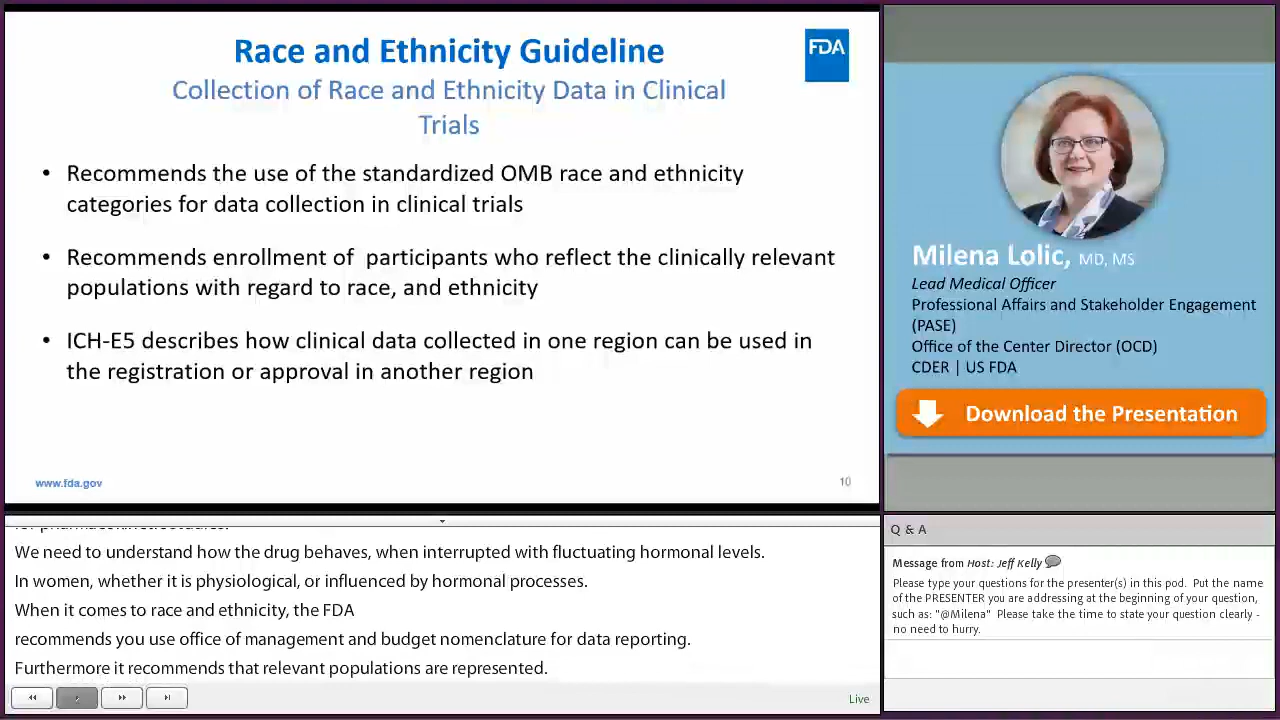 Race and Ethnicity Guideline
FDA
Collection of Race and Ethnicity Data in Clinical
Trials
• Recommends the use of the standardized OMB race and ethnicity
categories for data collection in clinical trials
• Recommends enrollment of participants who reflect the clinically relevant
populations with regard to race, and ethnicity
• ICH-E5 describes how clinical data collected in one region can be used in
the registration or approval in another region
www.fda.gov
10
Milena Lolic, MD, MS
Lead Medical Officer
Professional Affairs and Stakeholder Engagement
(PASE)
Office of the Center Director (OCD)
CDER | US FDA
Download the Presentation
We need to understand how the drug behaves, when interrupted with fluctuating hormonal levels.
In women, whether it is physiological, or influenced by hormonal processes.
When it comes to race and ethnicity, the FDA
recommends you use office of management and budget nomenclature for data reporting.
Furthermore it recommends that relevant populations are represented.
Live
Q & A
Message from Host: Jeff Kelly
Please type your questions for the presenter(s) in this pod. Put the name
of the PRESENTER you are addressing at the beginning of your question,
such as: "@Milena" Please take the time to state your question clearly -
no need to hurry.